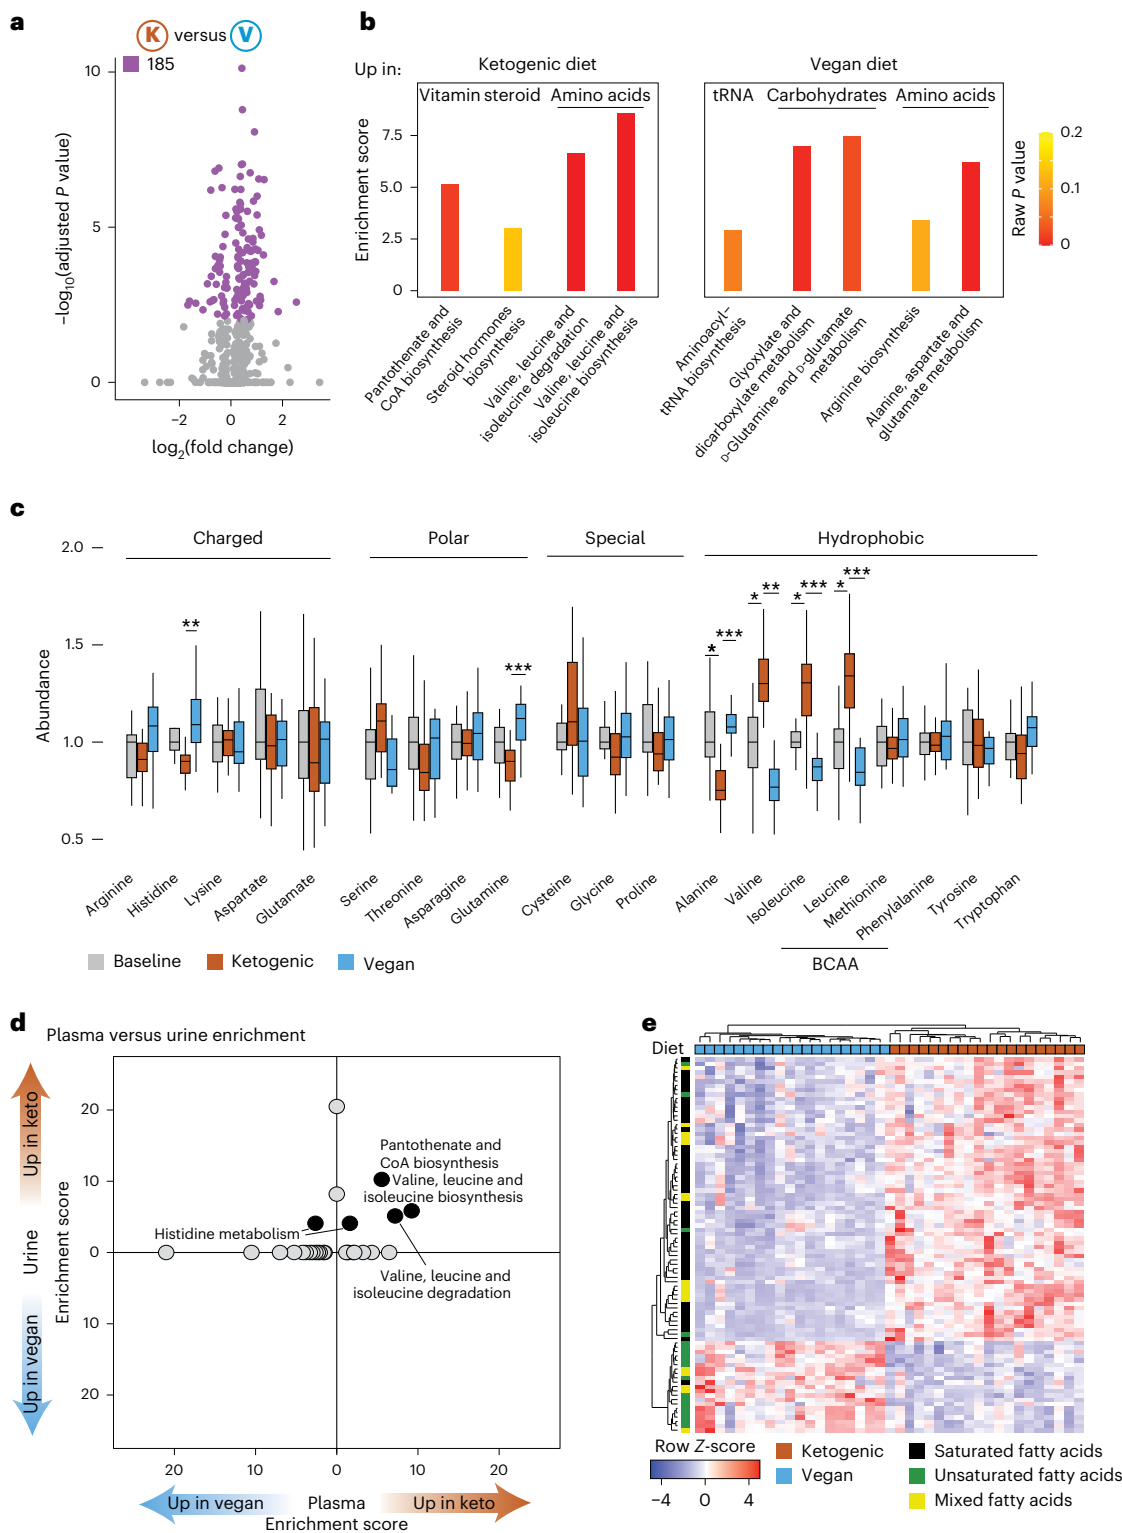 a
K versus V
185
10
5
0
−log10(adjusted P value)
−2 0 2
log2(fold change)
b
Up in:
Ketogenic diet
Vegan diet
Vitamin steroid Amino acids
tRNA Carbohydrates Amino acids
7.5
5.0
2.5
0
Enrichment score
Pantothenate and
CoA biosynthesis
Steroid hormones
biosynthesis
Valine, leucine and
isoleucine degradation
Valine, leucine and
isoleucine biosynthesis
Aminoacyl–
tRNA biosynthesis
Glyoxylate and
dicarboxylate metabolism
D-Glutamine and D-glutamate
metabolism
Arginine biosynthesis
Alanine, aspartate and
glutamate metabolism
Raw P value
0.2
0.1
0
c
Charged Polar Special Hydrophobic
2.0
1.5
1.0
0.5
Abundance
**
***
*
***
*
**
*
***
*
***
Arginine
Histidine
Lysine
Aspartate
Glutamate
Serine
Threonine
Asparagine
Glutamine
Cysteine
Glycine
Proline
Alanine
Valine
Isoleucine
Leucine
Methionine
Phenylalanine
Tyrosine
Tryptophan
BCAA
Baseline Ketogenic Vegan
d
Plasma versus urine enrichment
Up in keto
Urine
Up in vegan
Enrichment score
20
10
0
10
20
Pantothenate and
CoA biosynthesis
Valine, leucine and
isoleucine biosynthesis
Histidine metabolism
Valine, leucine and
isoleucine degradation
20 10 0 10 20
Up in vegan Plasma Up in keto
Enrichment score
e
Diet
Row Z-score
−4 0 4
Ketogenic
Vegan
Saturated fatty acids
Unsaturated fatty acids
Mixed fatty acids